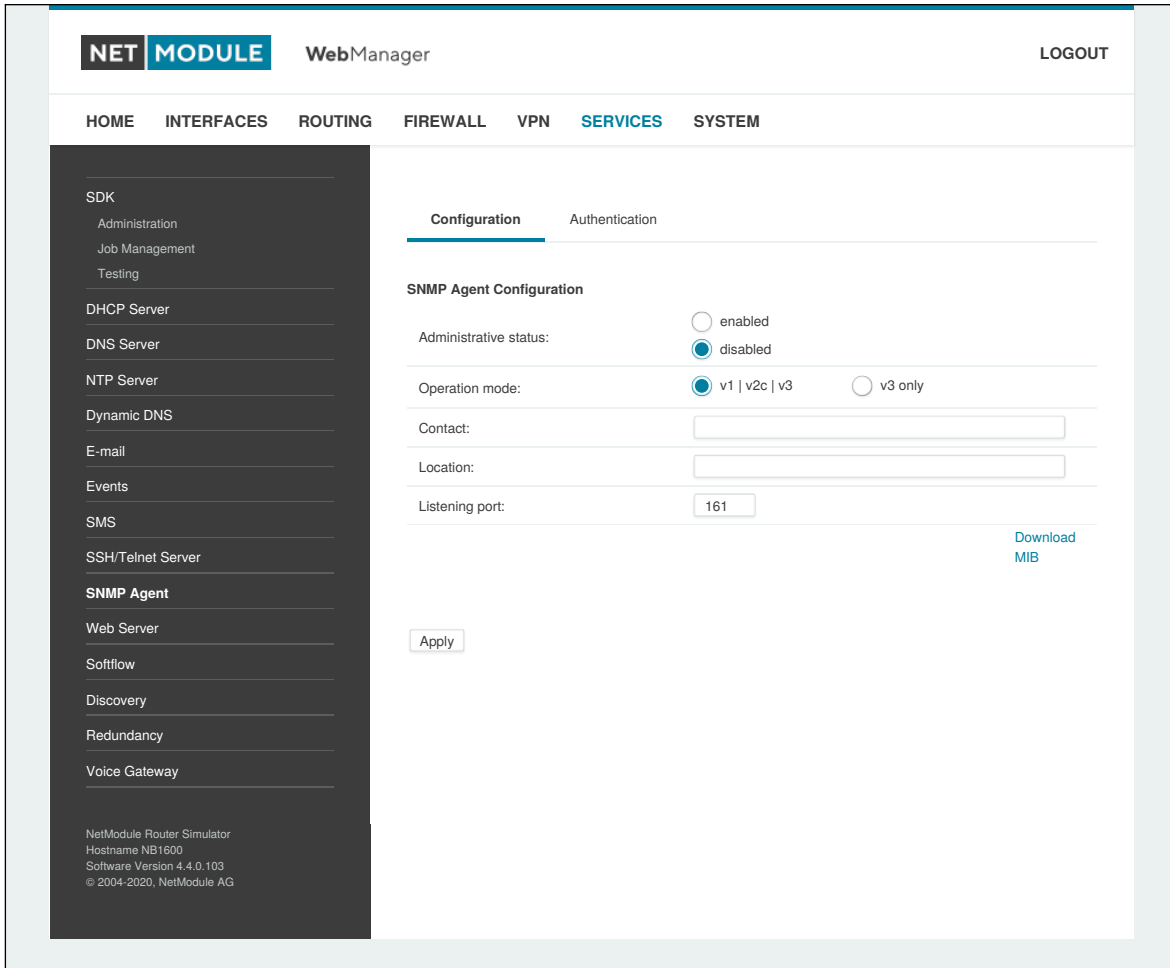 NET MODULE WebManager LOGOUT
HOME INTERFACES ROUTING FIREWALL VPN SERVICES SYSTEM
SDK
Administration
Job Management
Testing
DHCP Server
DNS Server
NTP Server
Dynamic DNS
E-mail
Events
SMS
SSH/Telnet Server
SNMP Agent
Web Server
Softflow
Discovery
Redundancy
Voice Gateway
NetModule Router Simulator
Hostname NB1600
Software Version 4.4.0.103
© 2004-2020, NetModule AG
Configuration Authentication
SNMP Agent Configuration
Administrative status:
enabled
disabled
Operation mode: v1 | v2c | v3 v3 only
Contact:
Location:
Listening port: 161
Download
MIB
Apply